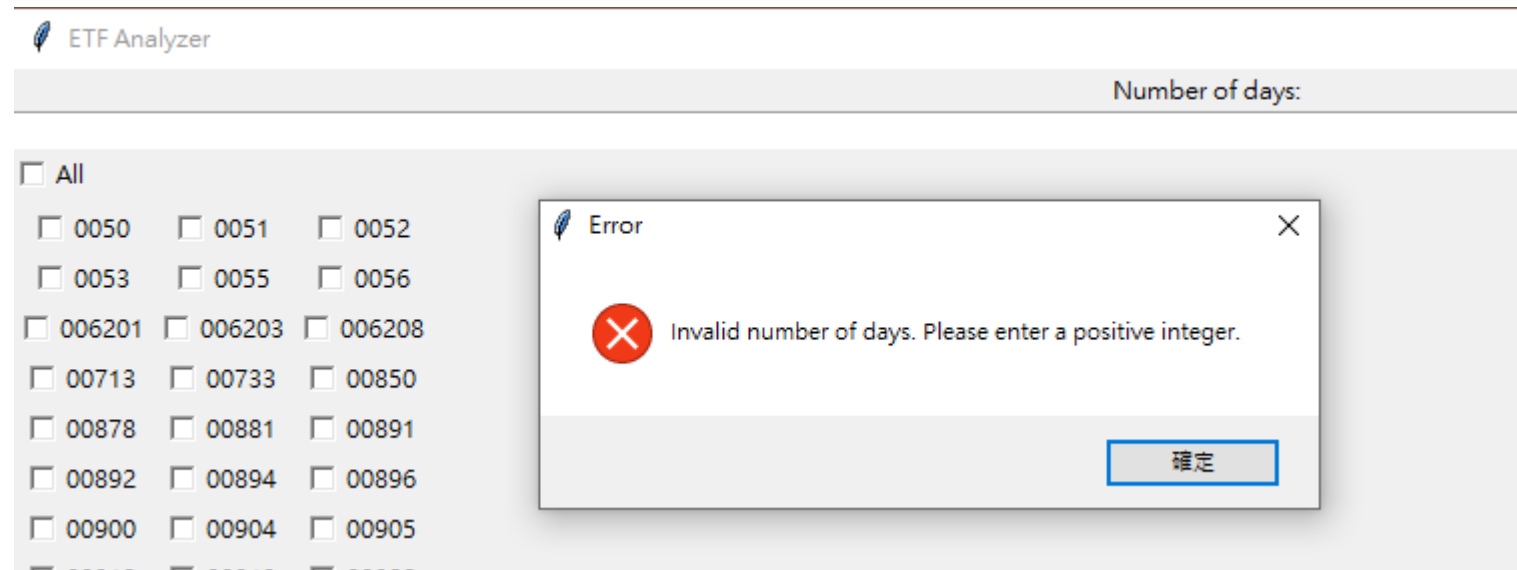 ETF Analyzer
Number of days:
All
0050 0051 0052
Error
0053 0055 0056
006201 006203 006208
Invalid number of days. Please enter a positive integer.
00713 00733 00850
00878 00881 00891
確定
00892 00894 00896
00900 00904 00905